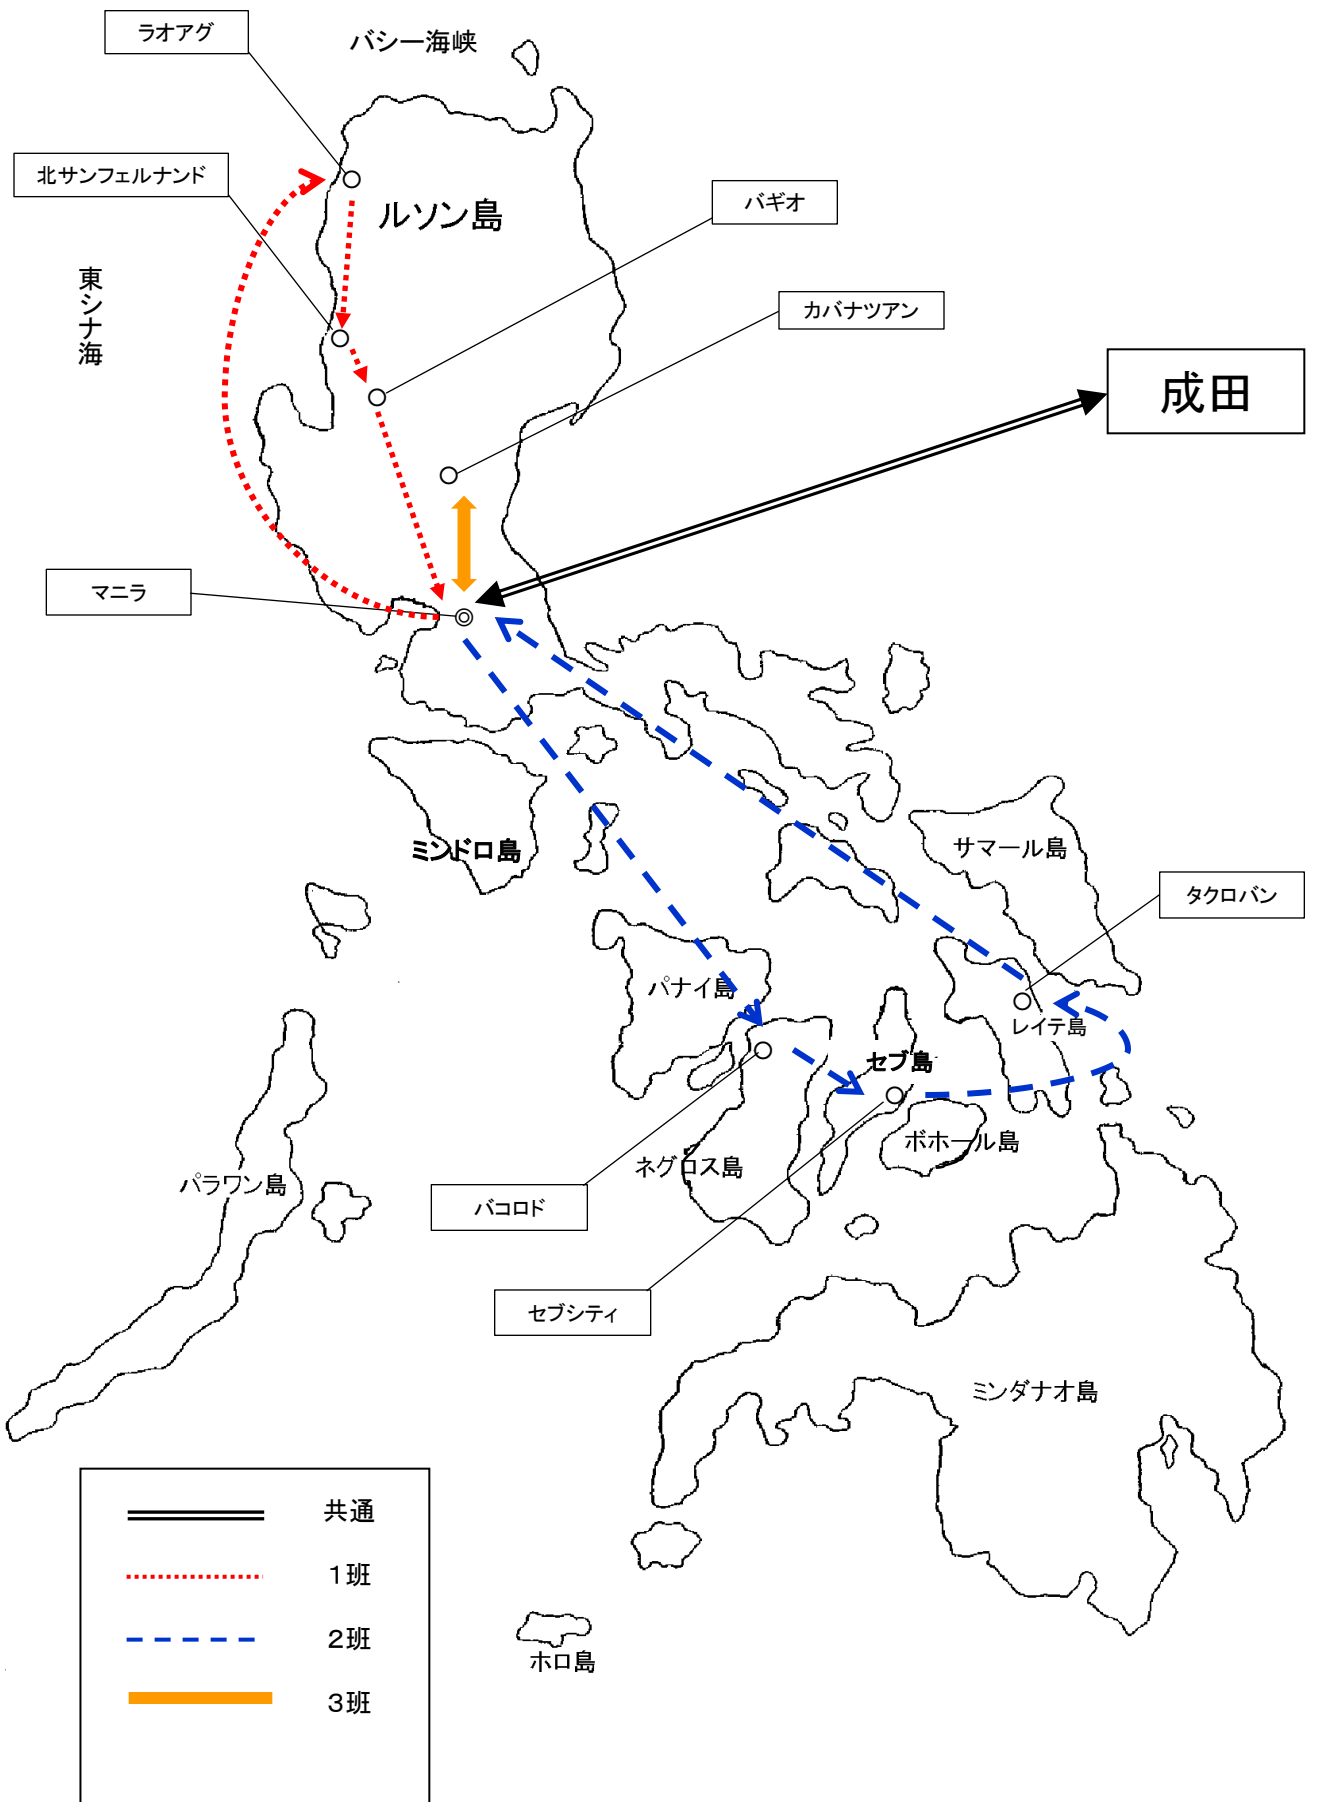 ラオアグ
バシー海峡
北サンフェルナンド
ルソン島
バギオ
東シナ海
カバナツアン
成田
マニラ
ミンドロ島
サマール島
タクロバン
パナイ島
レイテ島
セブ島
ボホール島
ネグロス島
パラワン島
バコロド
セブシティ
ミンダナオ島
共通
１班
２班
ホロ島
３班